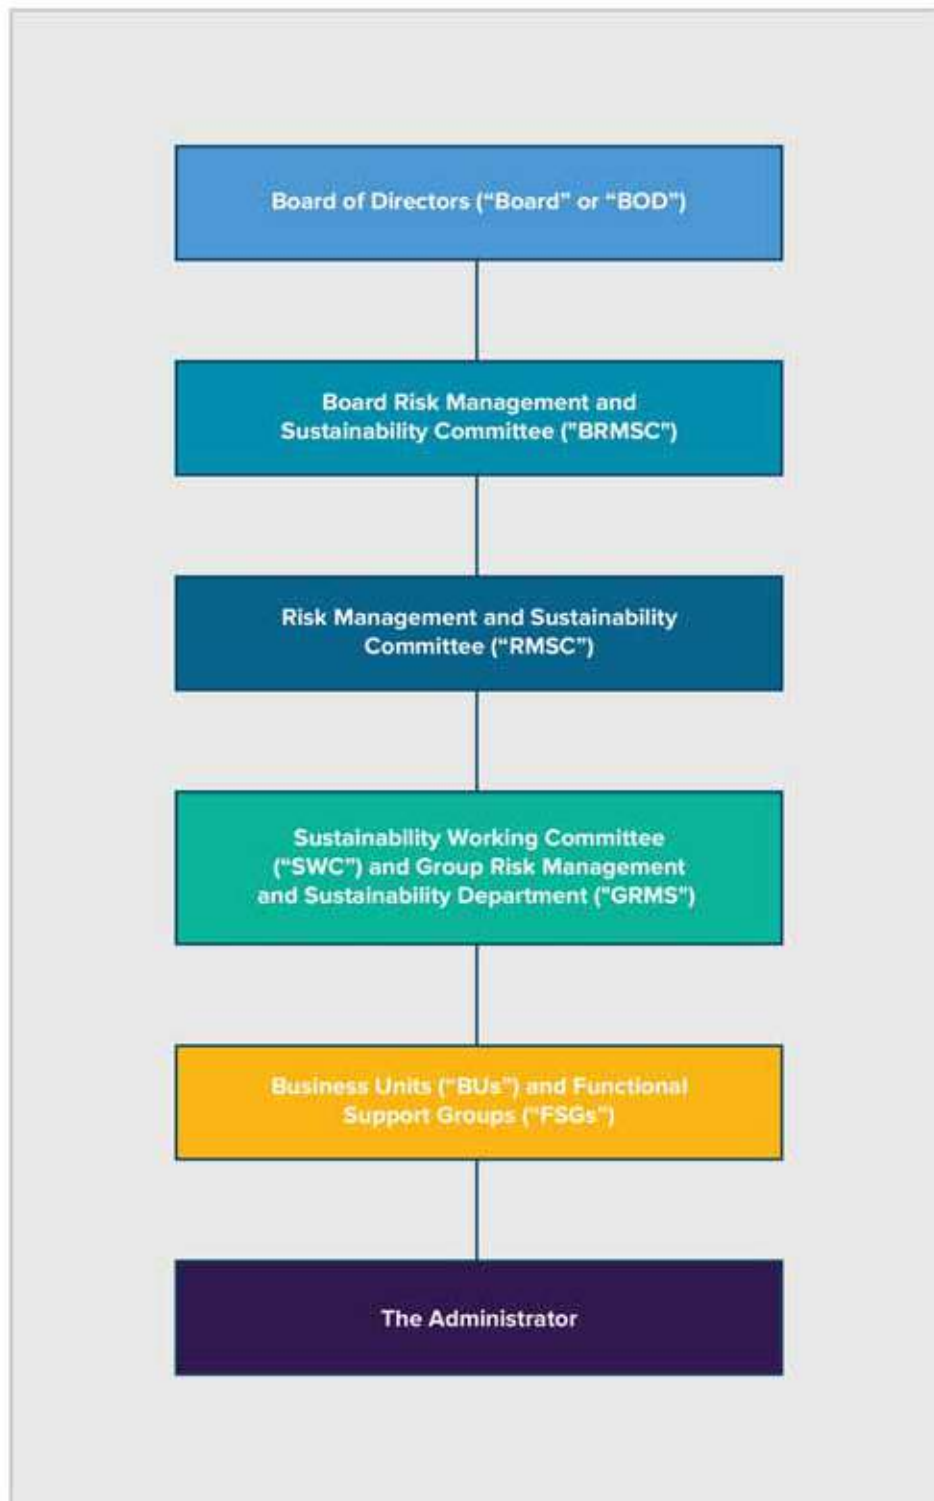 Board of Directors (“Board” or “BOD”)
Board Risk Management and
Sustainability Committee ("BRMSC")
Risk Management and Sustainability
Committee (“RMSC”)
Sustainability Working Committee
(“SWC”) and Group Risk Management
and Sustainability Department ("GRMS")
Business Units (“BUs”) and Functional
Support Groups (“FSGs”)
The Administrator